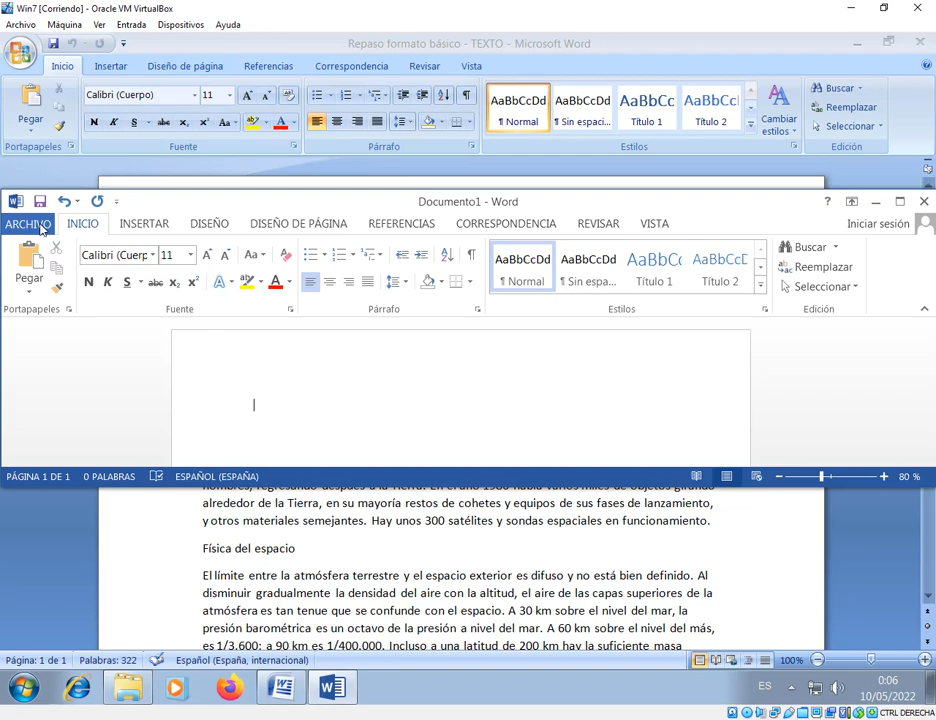 Win7 [Corriendo] - Oracle VM VirtualBox
Archivo Máquina Ver Entrada Dispositivos Ayuda
Repaso formato básico - TEXTO - Microsoft Word
Inicio Insertar Diseño de página Referencias Correspondencia Revisar Vista
Pegar
Calibri (Cuerpo) 11
AaBbCcDd AaBbCcDd AaBbCc AaBbCc
¶ Normal ¶ Sin espaci... Título 1 Título 2
Cambiar estilos
Buscar
Reemplazar
Seleccionar
Portapapeles Fuente Párrafo Estilos Edición
Documento1 - Word
ARCHIVO INICIO INSERTAR DISEÑO DISEÑO DE PÁGINA REFERENCIAS CORRESPONDENCIA REVISAR VISTA Iniciar sesión
Pegar
Calibri (Cuerp 11
N K S abc x₂ x² A
AaBbCcDd AaBbCcDd AaBbCc AaBbCcD
¶ Normal ¶ Sin espa... Título 1 Título 2
Buscar
Reemplazar
Seleccionar
Portapapeles Fuente Párrafo Estilos Edición
PÁGINA 1 DE 1 0 PALABRAS ESPAÑOL (ESPAÑA) 80 %
alrededor de la Tierra, en su mayoría restos de cohetes y equipos de sus fases de lanzamiento,
y otros materiales semejantes. Hay unos 300 satélites y sondas espaciales en funcionamiento.
Física del espacio
El límite entre la atmósfera terrestre y el espacio exterior es difuso y no está bien definido. Al
disminuir gradualmente la densidad del aire con la altitud, el aire de las capas superiores de la
atmósfera es tan tenue que se confunde con el espacio. A 30 km sobre el nivel del mar, la
presión barométrica es un octavo de la presión a nivel del mar. A 60 km sobre el nivel del más,
es 1/3.600; a 90 km es 1/400.000. Incluso a una latitud de 200 km hay la suficiente masa
Página: 1 de 1 Palabras: 322 Español (España, internacional) 100%
ES 0:06
10/05/2022
CTRL DERECHA